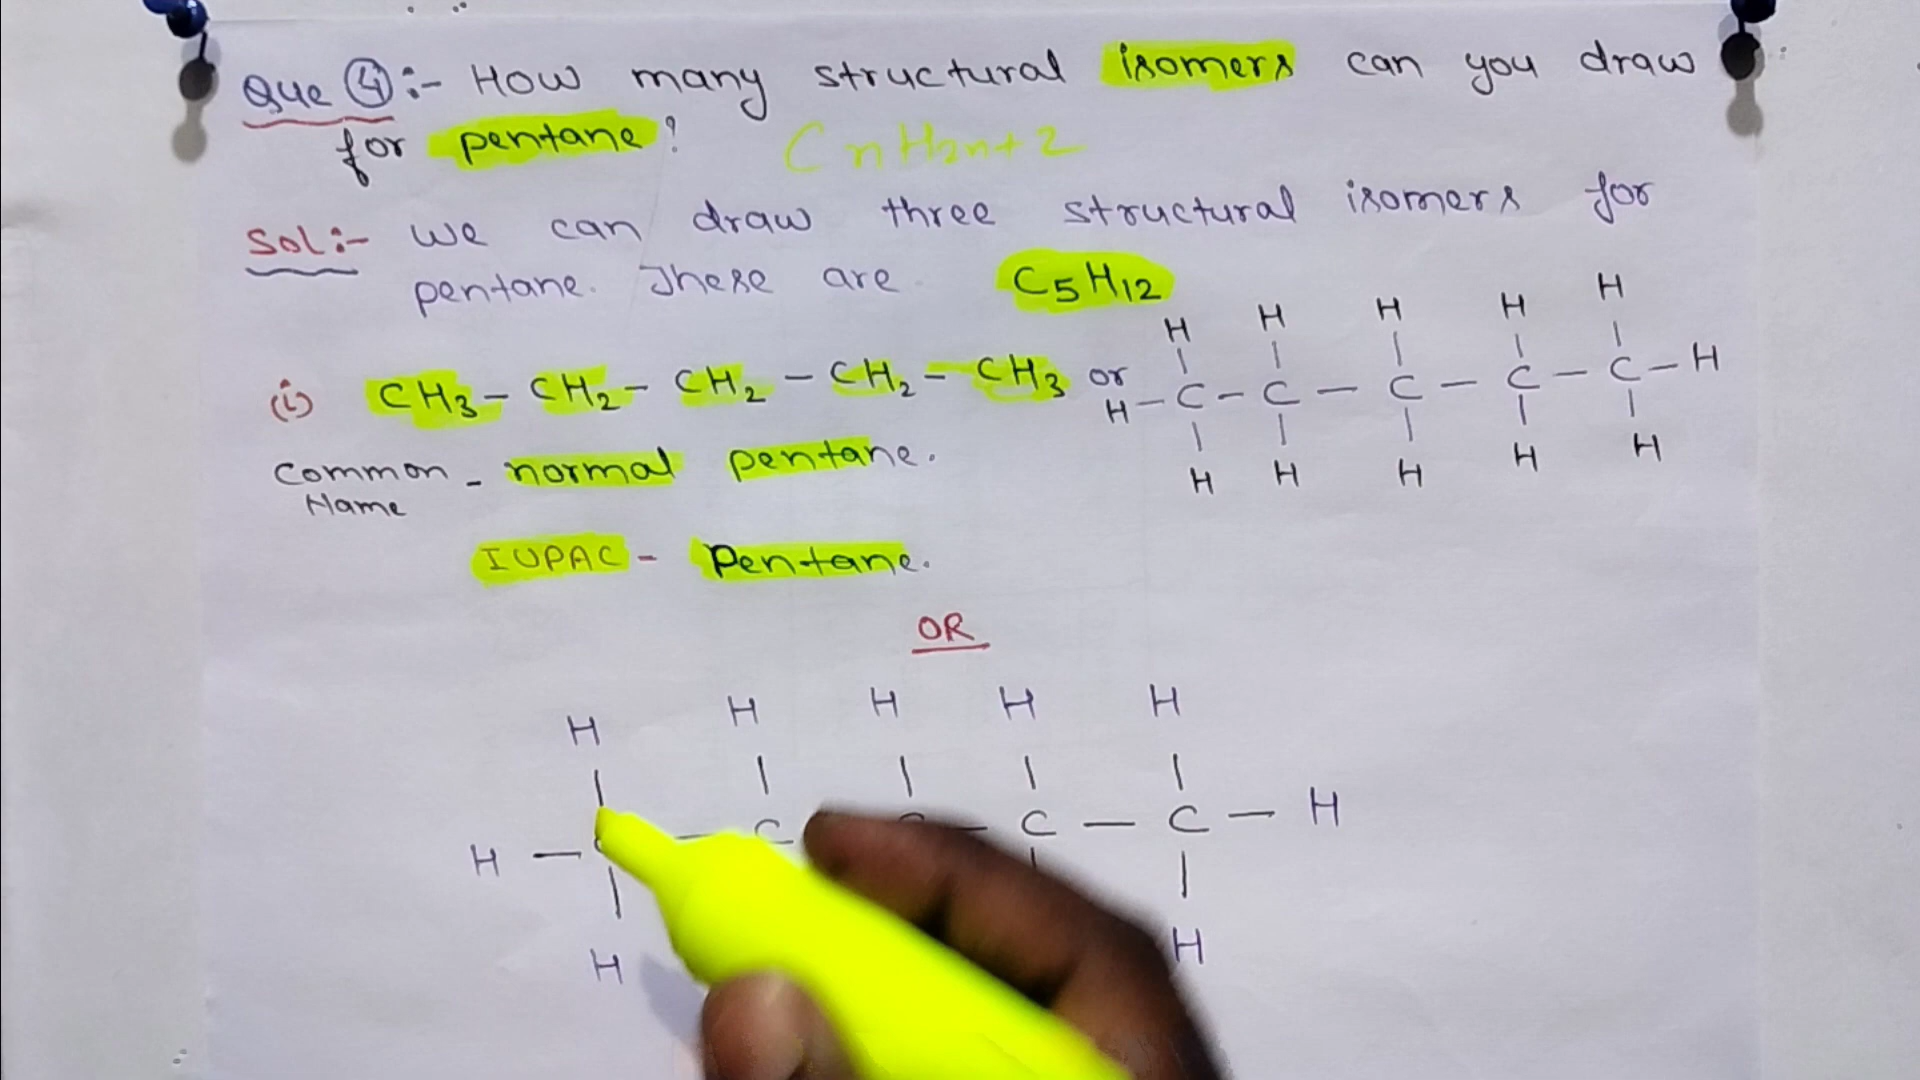 Que 4 :- How many structural isomers can you draw
for pentane?
CnH2n+2
Sol:- We can draw three structural isomers for
pentane. These are
C5H12
H H H H H
(i) CH3 - CH2 - CH2 - CH2 - CH3 or H - C - C - C - C - C - H
H H H H H
Common Name - normal pentane.
IUPAC - Pentane.
OR
H H H H H
H - C - C - C - H
H H